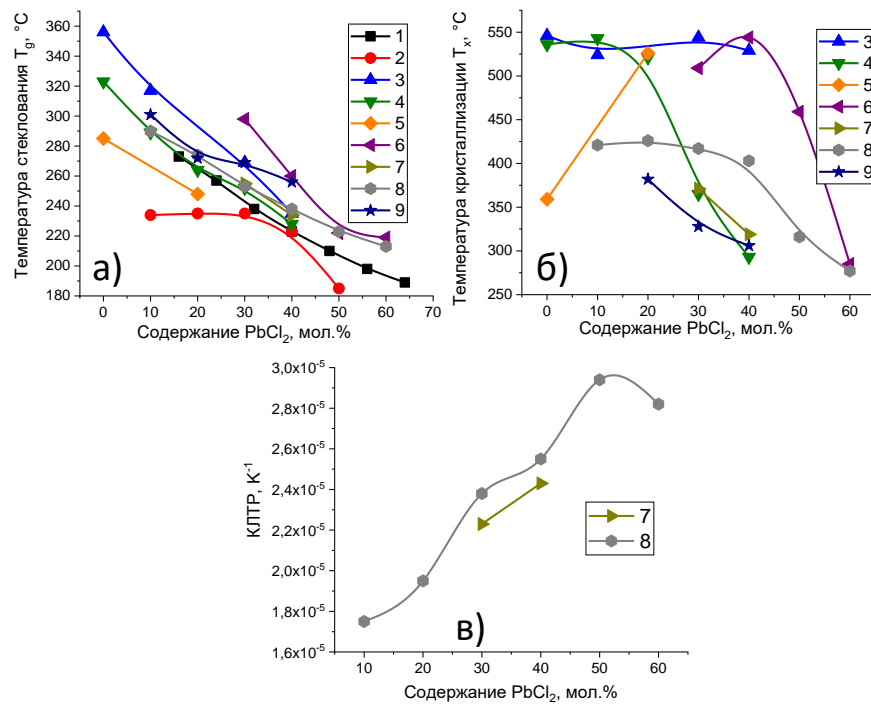 Температура стеклования Tg, °C
380
360
340
320
300
280
260
240
220
200
180
0 10 20 30 40 50 60 70
Содержание PbCl2, мол.%
а)
1
2
3
4
5
6
7
8
9
Температура кристаллизации Tx, °C
550
500
450
400
350
300
250
0 10 20 30 40 50 60
Содержание PbCl2, мол.%
б)
3
4
5
6
7
8
9
КЛТР, K-1
3,0x10-5
2,8x10-5
2,6x10-5
2,4x10-5
2,2x10-5
2,0x10-5
1,8x10-5
1,6x10-5
10 20 30 40 50 60
Содержание PbCl2, мол.%
в)
7
8